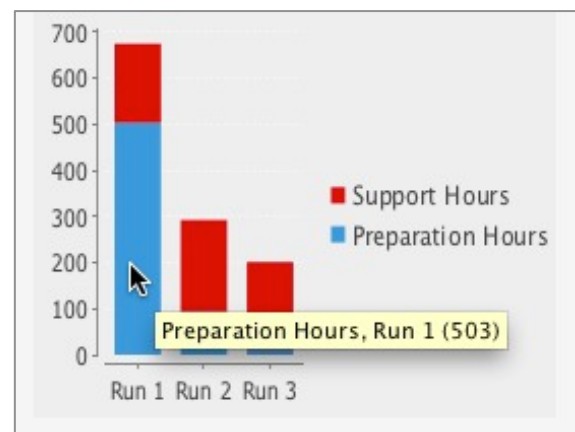 700
600
500
400
300
200
100
0
Support Hours
Preparation Hours
Preparation Hours, Run 1 (503)
Run 1 Run 2 Run 3